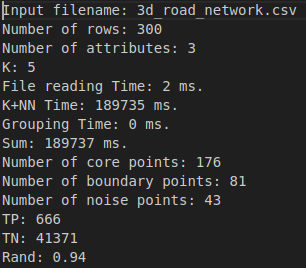 Input filename: 3d_road_network.csv
Number of rows: 300
Number of attributes: 3
K: 5
File reading Time: 2 ms.
K+NN Time: 189735 ms.
Grouping Time: 0 ms.
Sum: 189737 ms.
Number of core points: 176
Number of boundary points: 81
Number of noise points: 43
TP: 666
TN: 41371
Rand: 0.94